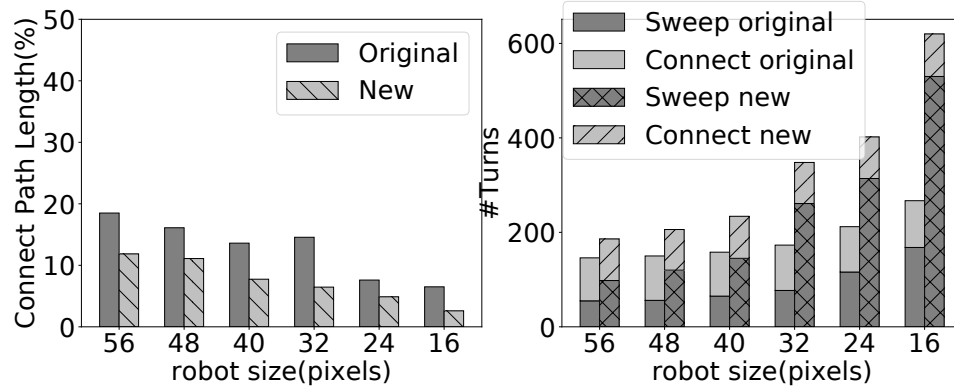 Connect Path Length(%)
50
40
30
20
10
0
Original
New
56 48 40 32 24 16
robot size(pixels)
#Turns
600
400
200
0
Sweep original
Connect original
Sweep new
Connect new
56 48 40 32 24 16
robot size(pixels)